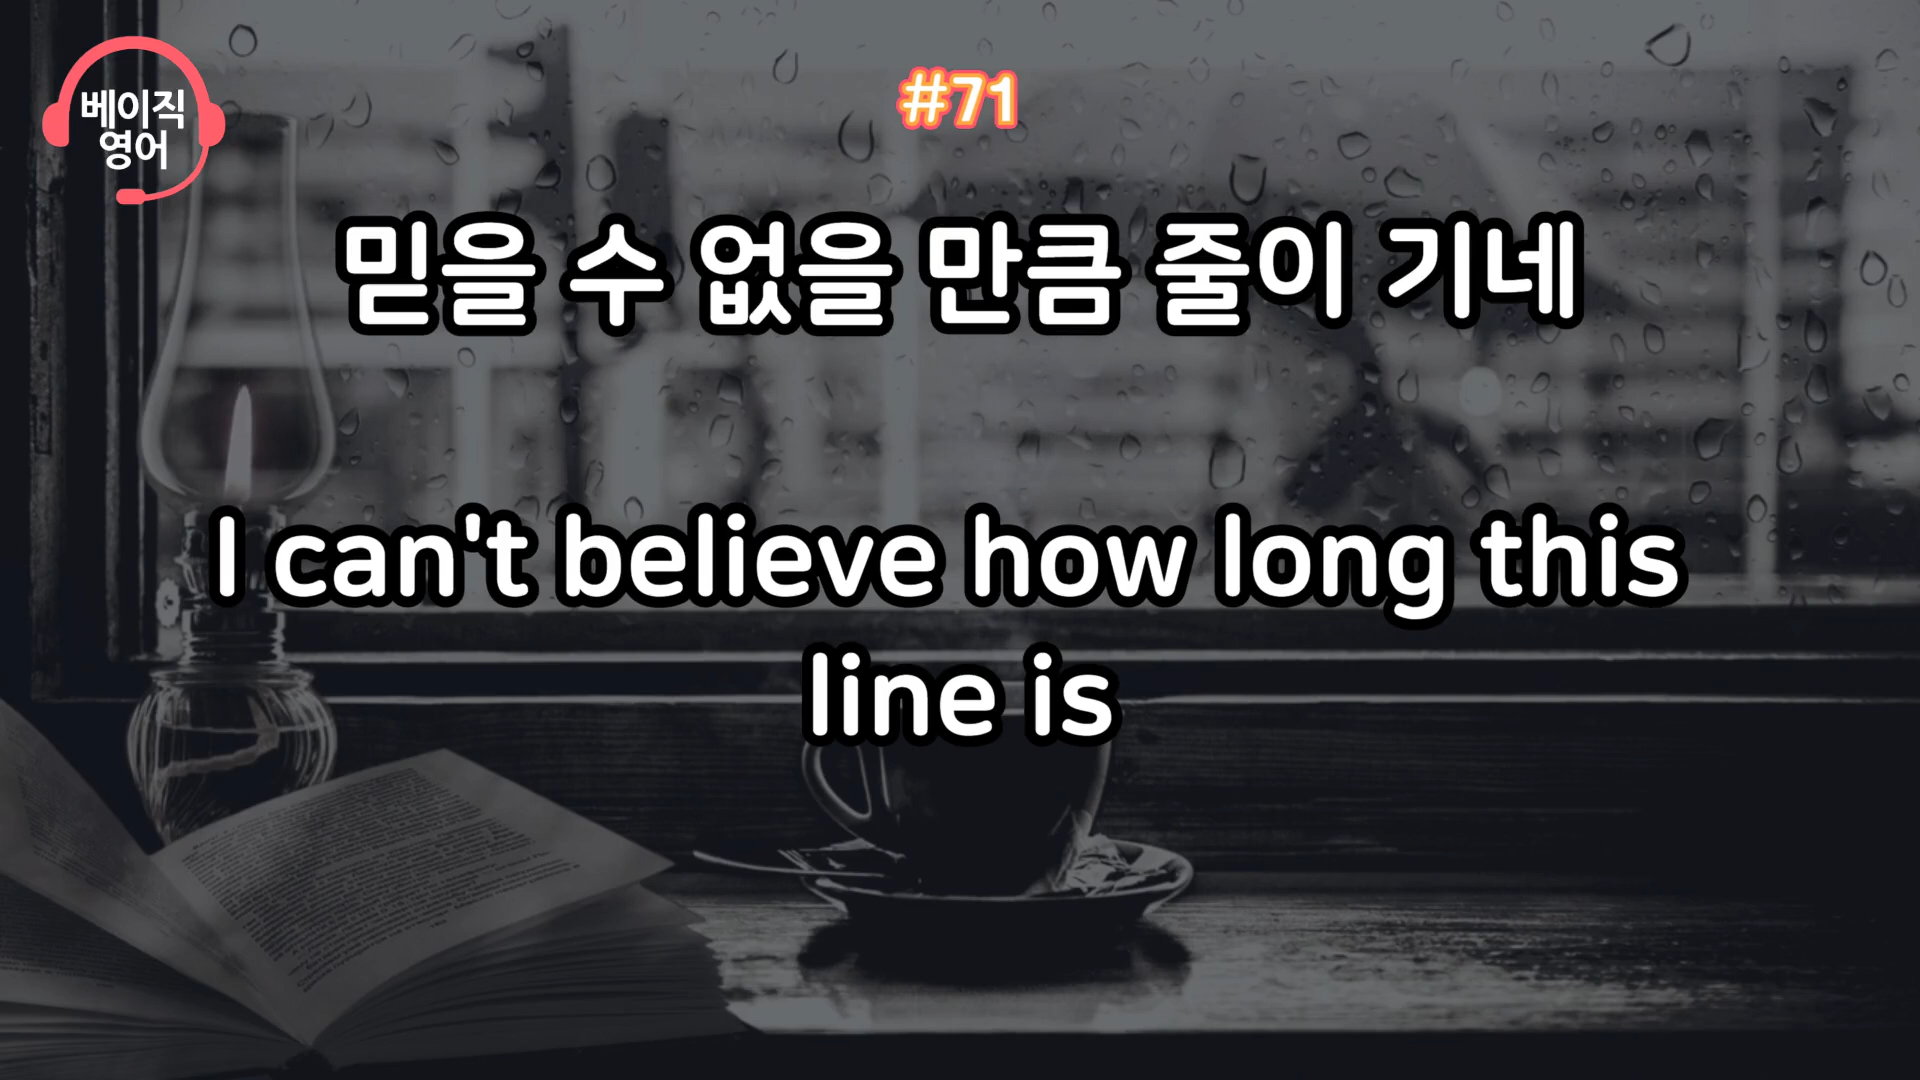 베이직
영어
#71
믿을 수 없을 만큼 줄이 기네
I can't believe how long this
line is